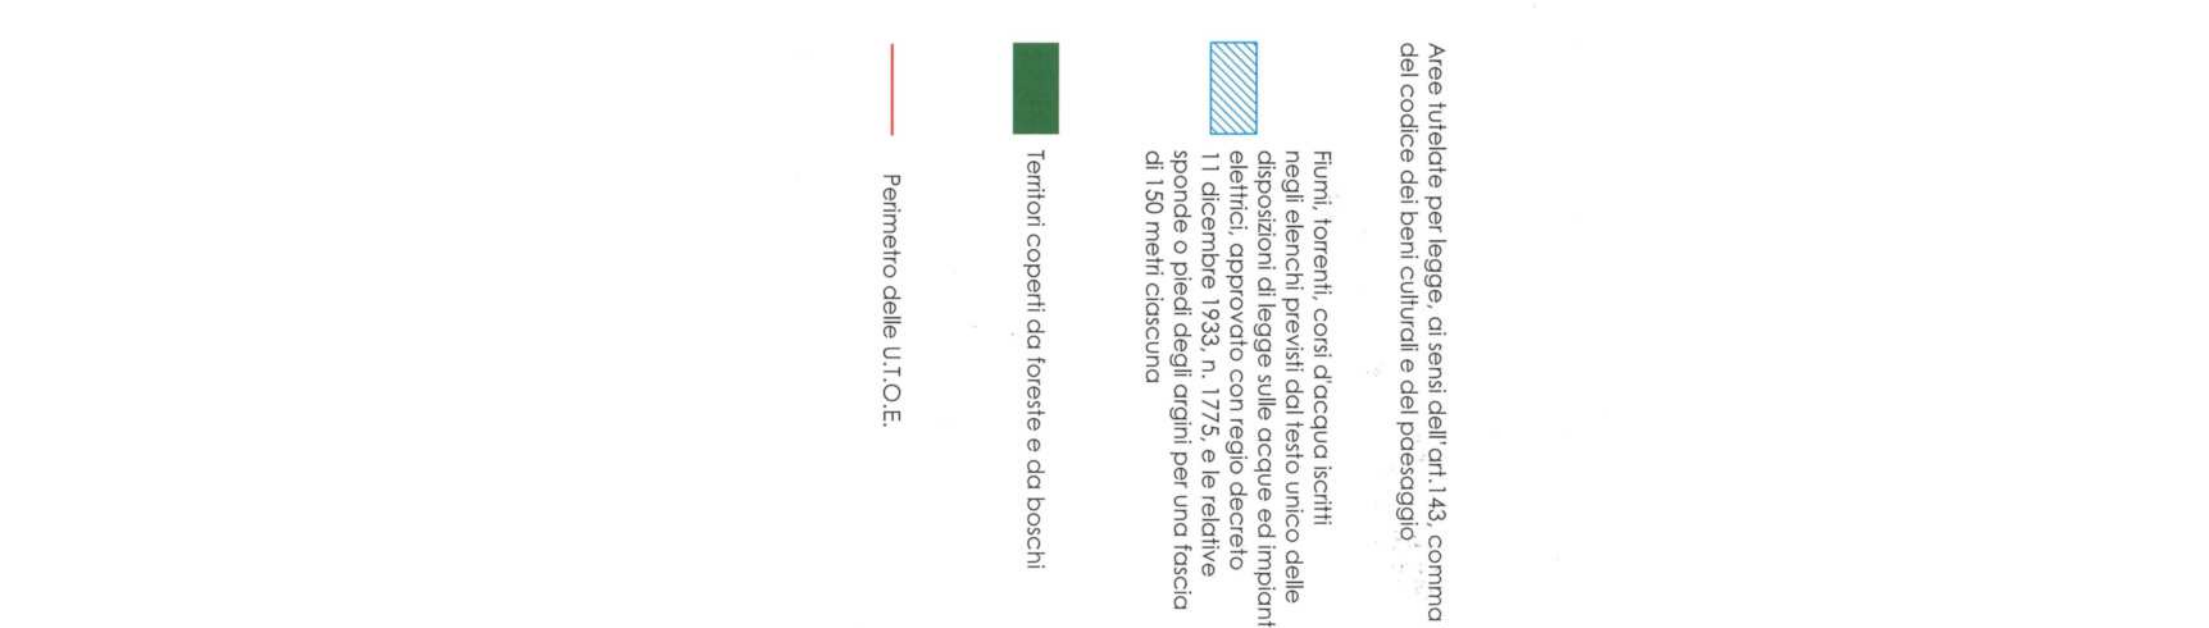 Aree tutelate per legge, ai sensi dell'art.143, comma
del codice dei beni culturali e del paesaggio
Fiumi, torrenti, corsi d'acqua iscritti
negli elenchi previsti dal testo unico delle
disposizioni di legge sulle acque ed impiant
elettrici, approvato con regio decreto
11 dicembre 1933, n. 1775, e le relative
sponde o piedi degli argini per una fascia
di 150 metri ciascuna
Territori coperti da foreste e da boschi
Perimetro delle U.T.O.E.